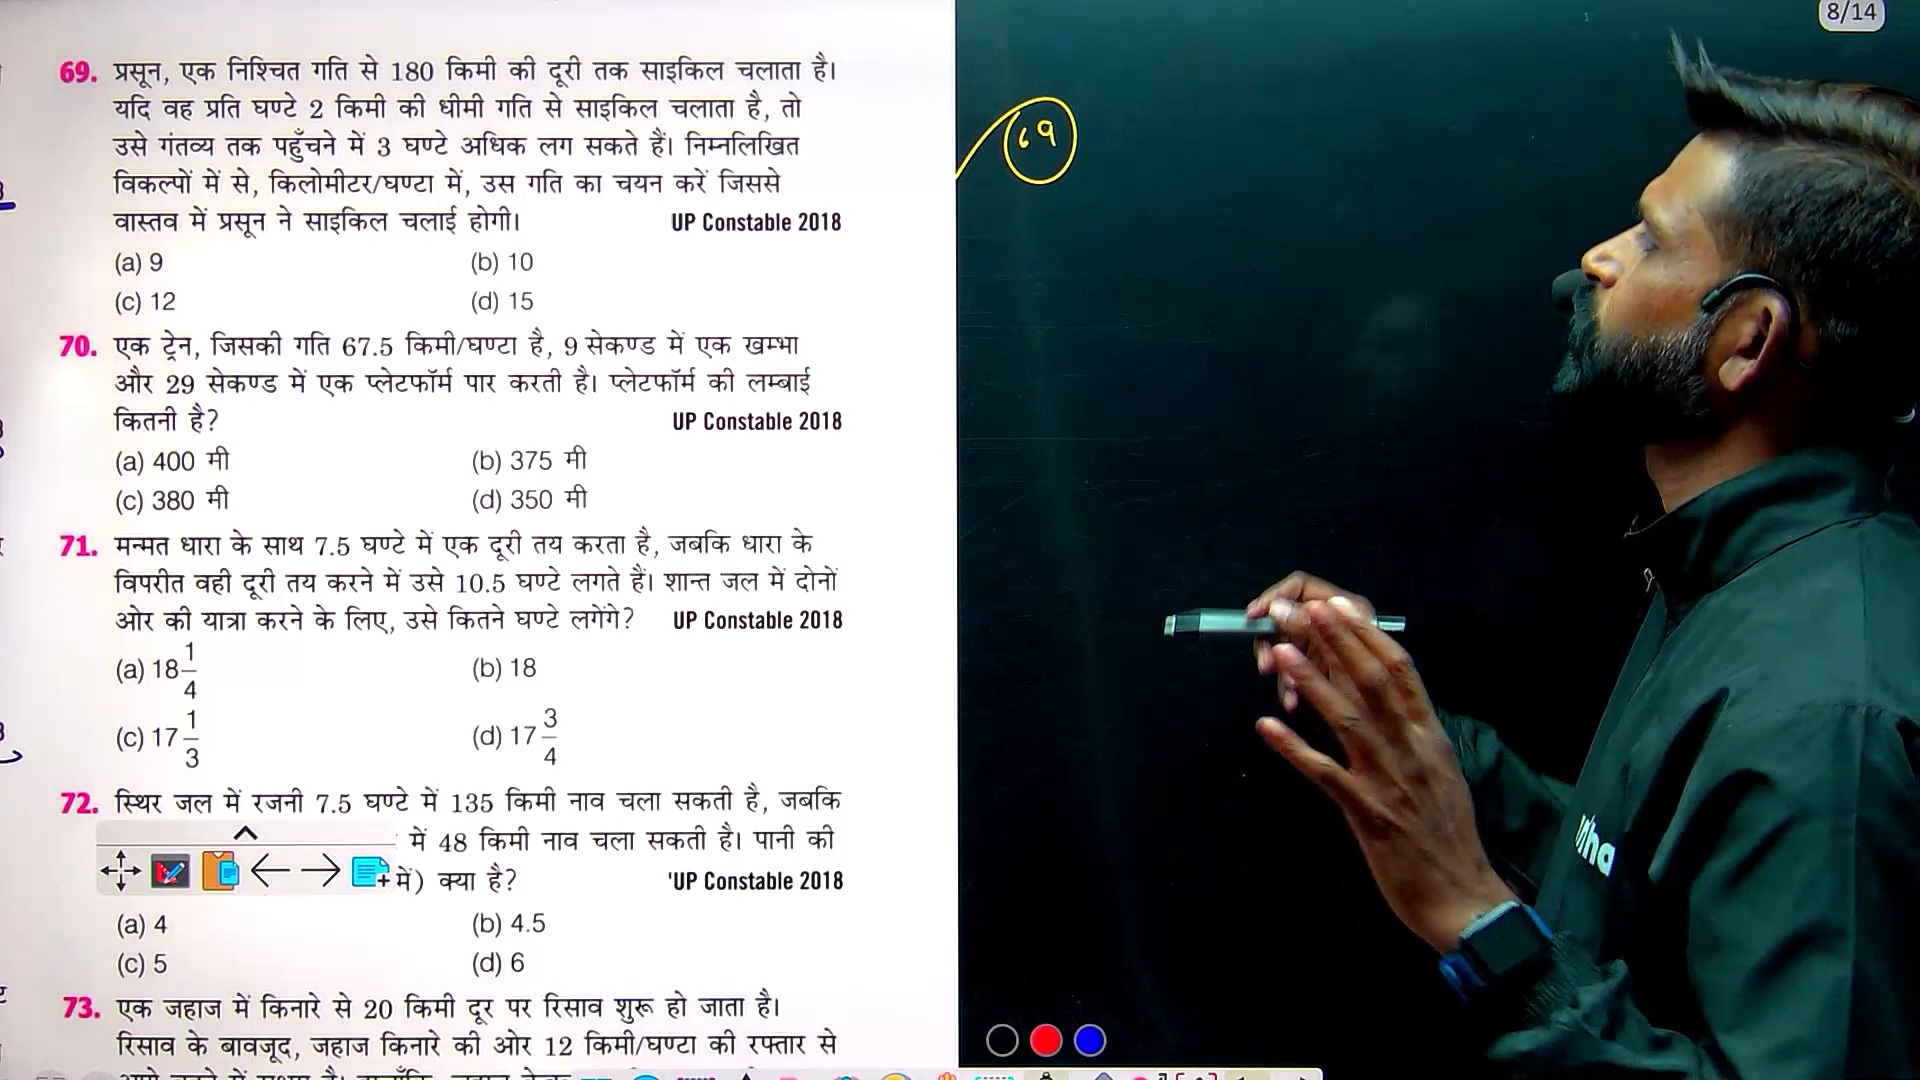 8/14
69. प्रसून, एक निश्चित गति से 180 किमी की दूरी तक साइकिल चलाता है।
यदि वह प्रति घण्टे 2 किमी की धीमी गति से साइकिल चलाता है, तो
उसे गंतव्य तक पहुँचने में 3 घण्टे अधिक लग सकते हैं। निम्नलिखित
विकल्पों में से, किलोमीटर/घण्टा में, उस गति का चयन करें जिससे
वास्तव में प्रसून ने साइकिल चलाई होगी। UP Constable 2018
(a) 9 (b) 10
(c) 12 (d) 15
70. एक ट्रेन, जिसकी गति 67.5 किमी/घण्टा है, 9 सेकण्ड में एक खम्भा
और 29 सेकण्ड में एक प्लेटफॉर्म पार करती है। प्लेटफॉर्म की लम्बाई
कितनी है? UP Constable 2018
(a) 400 मी (b) 375 मी
(c) 380 मी (d) 350 मी
71. मन्मत धारा के साथ 7.5 घण्टे में एक दूरी तय करता है, जबकि धारा के
विपरीत वही दूरी तय करने में उसे 10.5 घण्टे लगते हैं। शान्त जल में दोनों
ओर की यात्रा करने के लिए, उसे कितने घण्टे लगेंगे? UP Constable 2018
(a) 18 1/4 (b) 18
(c) 17 1/3 (d) 17 3/4
72. स्थिर जल में रजनी 7.5 घण्टे में 135 किमी नाव चला सकती है, जबकि
में 48 किमी नाव चला सकती है। पानी की
में) क्या है? 'UP Constable 2018
(a) 4 (b) 4.5
(c) 5 (d) 6
73. एक जहाज में किनारे से 20 किमी दूर पर रिसाव शुरू हो जाता है।
रिसाव के बावजूद, जहाज किनारे की ओर 12 किमी/घण्टा की रफ्तार से
69